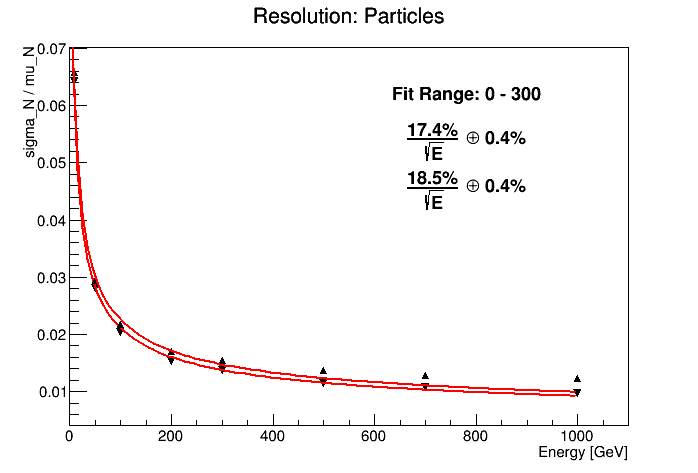 Resolution: Particles
sigma_N / mu_N
0.07
0.06
0.05
0.04
0.03
0.02
0.01
Fit Range: 0 - 300
17.4%
√E
⊕ 0.4%
18.5%
√E
⊕ 0.4%
0 200 400 600 800 1000
Energy [GeV]